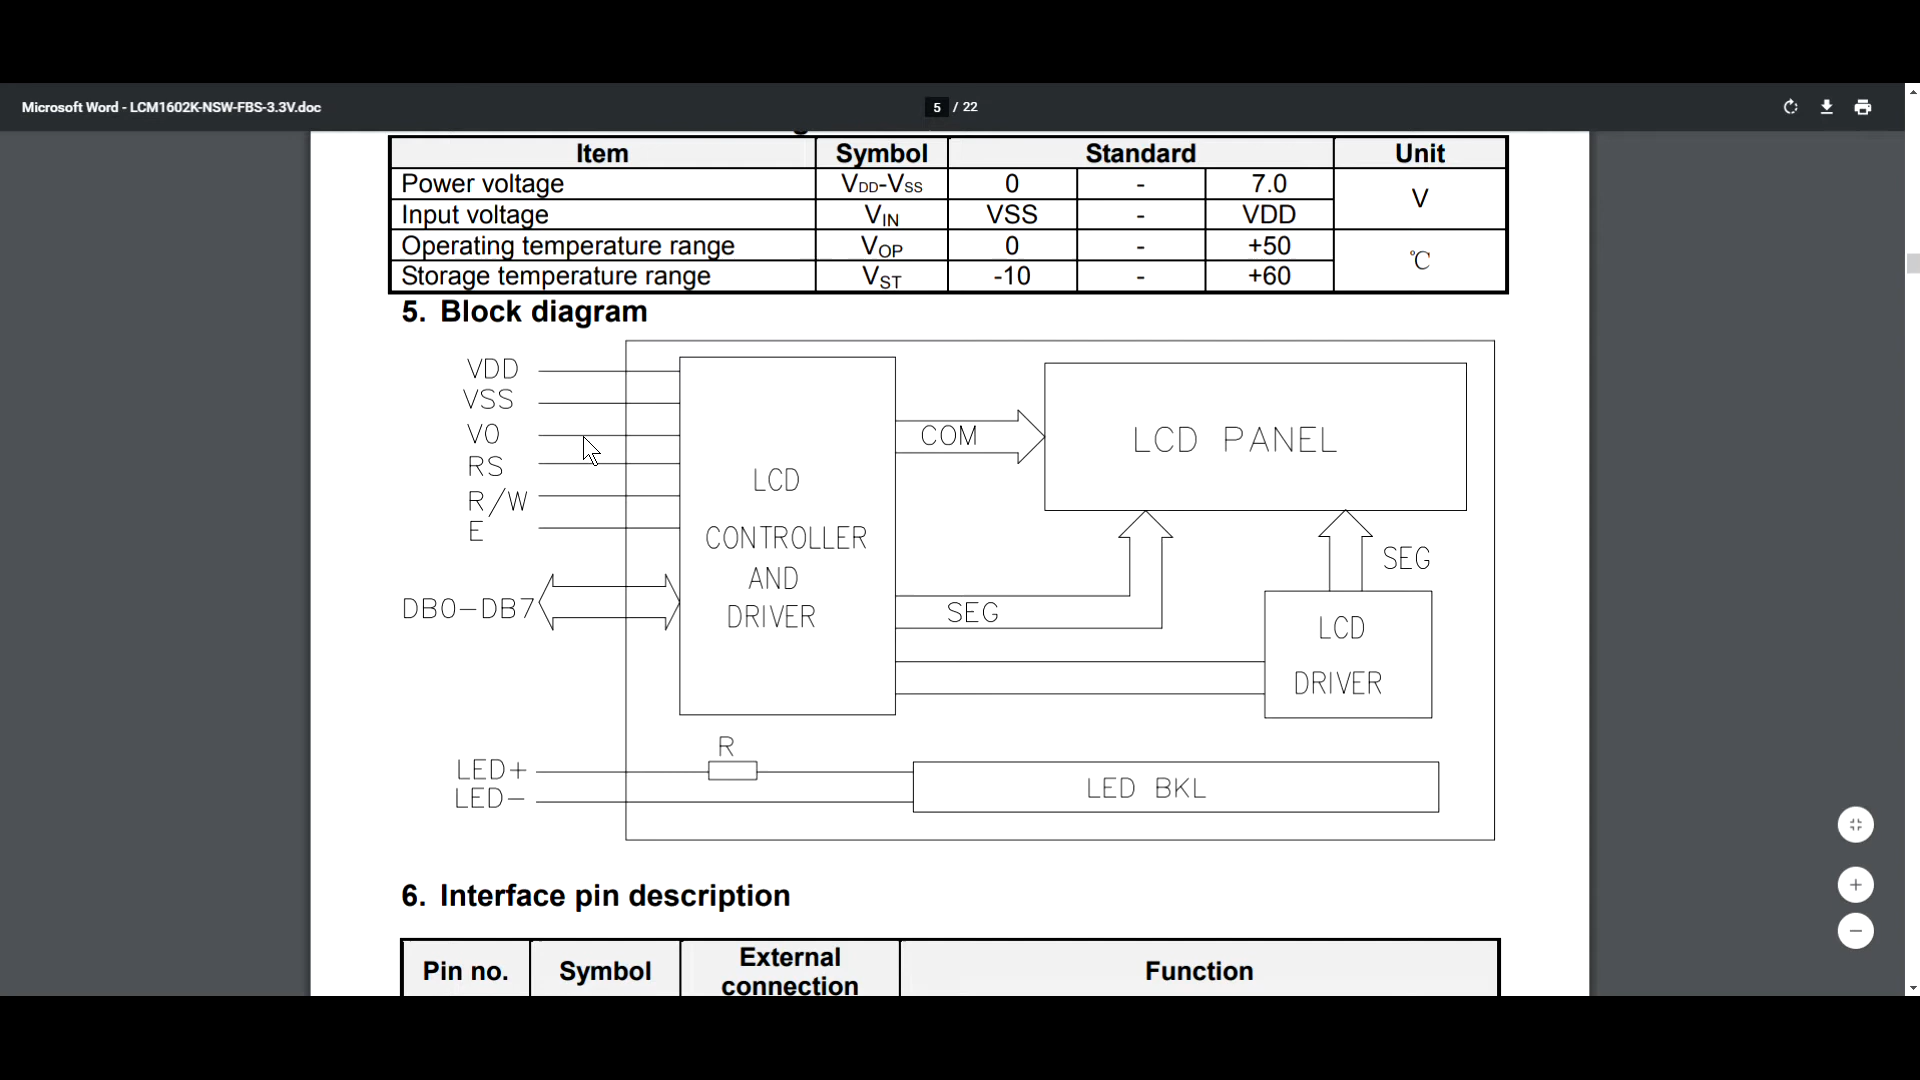 Microsoft Word - LCM1602K-NSW-FBS-3.3V.doc
5 / 22
Item Symbol Standard Unit
Power voltage VDD-VSS 0 - 7.0 V
Input voltage VIN VSS - VDD
Operating temperature range VOP 0 - +50 ℃
Storage temperature range VST -10 - +60
5. Block diagram
VDD
VSS
V0
RS
R/W
E
DB0-DB7
LCD
CONTROLLER
AND
DRIVER
COM
LCD PANEL
SEG
SEG
LCD
DRIVER
R
LED+
LED-
LED BKL
6. Interface pin description
Pin no. Symbol External connection Function